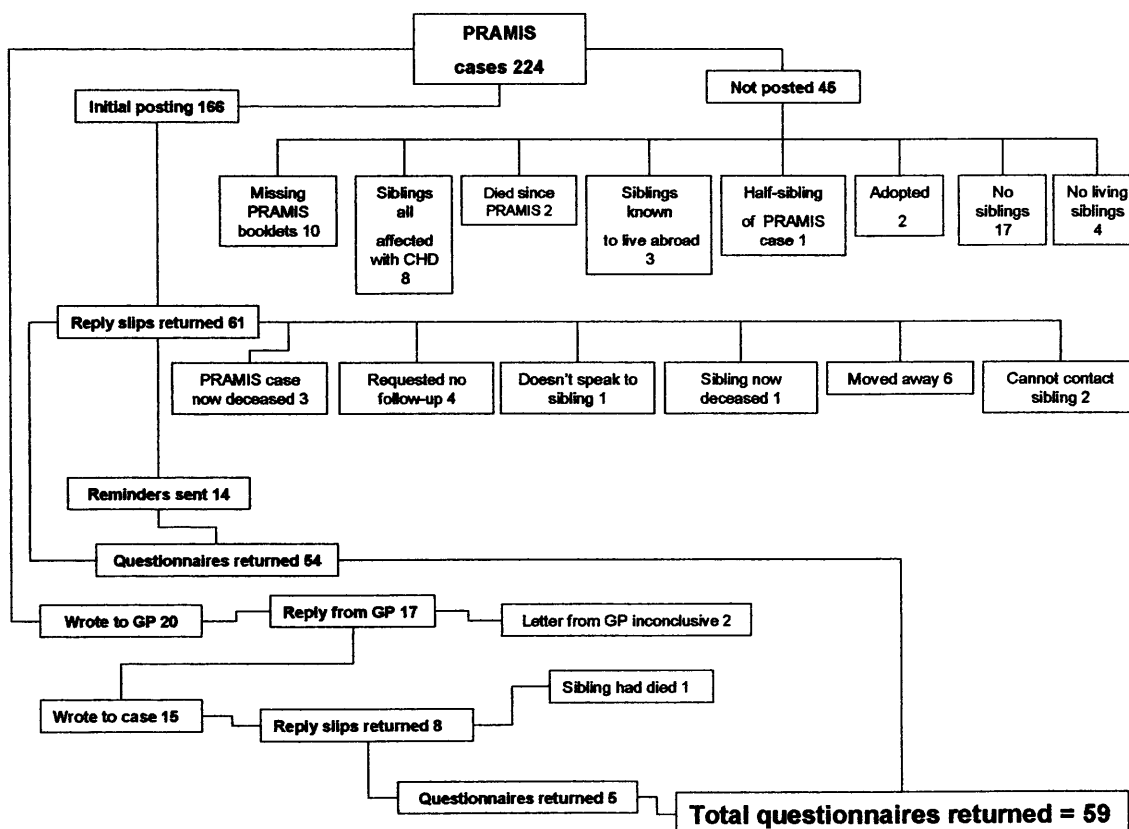 PRAMIS
cases 224
Initial posting 166
Not posted 45
Missing
PRAMIS
booklets 10
Siblings
all
affected
with CHD
8
Died since
PRAMIS 2
Siblings
known
to live abroad
3
Half-sibling
of PRAMIS
case 1
Adopted
2
No
siblings
17
No living
siblings
4
Reply slips returned 61
PRAMIS case
now deceased 3
Requested no
follow-up 4
Doesn't speak to
sibling 1
Sibling now
deceased 1
Moved away 6
Cannot contact
sibling 2
Reminders sent 14
Questionnaires returned 54
Wrote to GP 20
Reply from GP 17
Letter from GP inconclusive 2
Sibling had died 1
Wrote to case 15
Reply slips returned 8
Questionnaires returned 5
Total questionnaires returned = 59